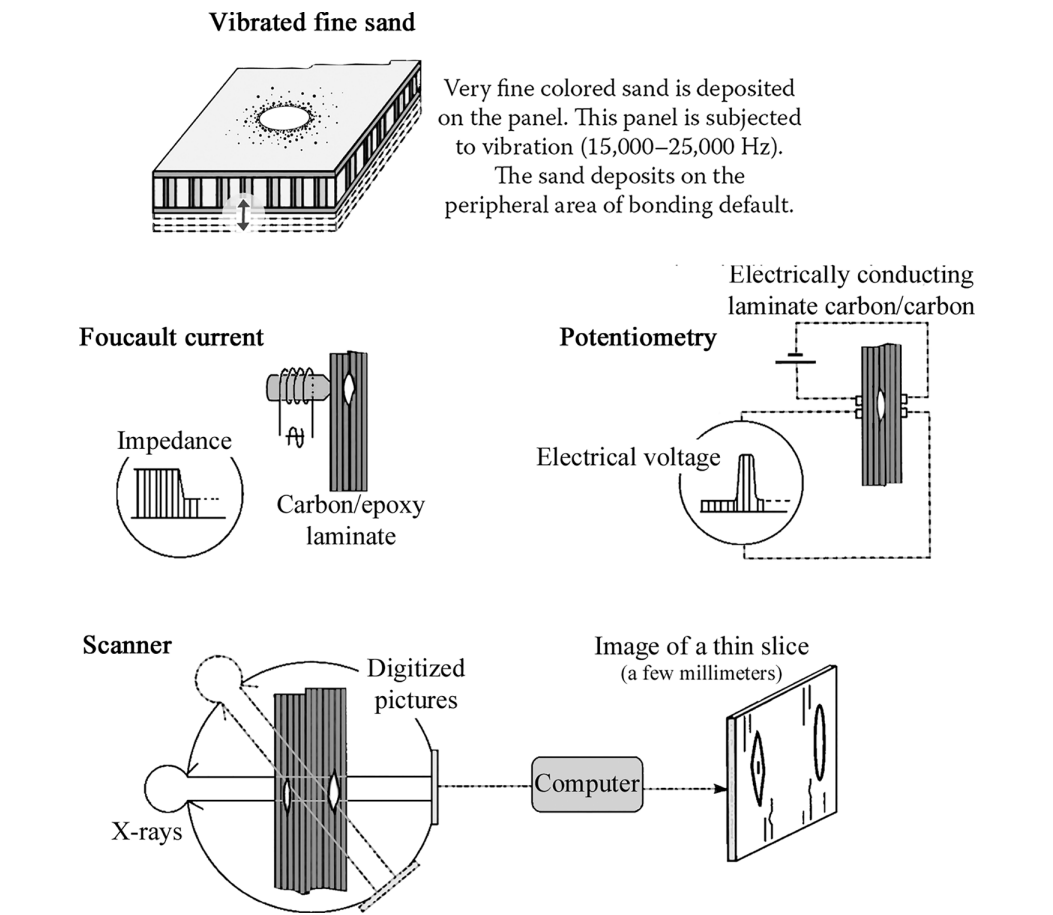 Vibrated fine sand
Very fine colored sand is deposited
on the panel. This panel is subjected
to vibration (15,000–25,000 Hz).
The sand deposits on the
peripheral area of bonding default.
Foucault current
Impedance
Carbon/epoxy
laminate
Electrically conducting
laminate carbon/carbon
Potentiometry
Electrical voltage
Scanner
Digitized
pictures
X-rays
Computer
Image of a thin slice
(a few millimeters)